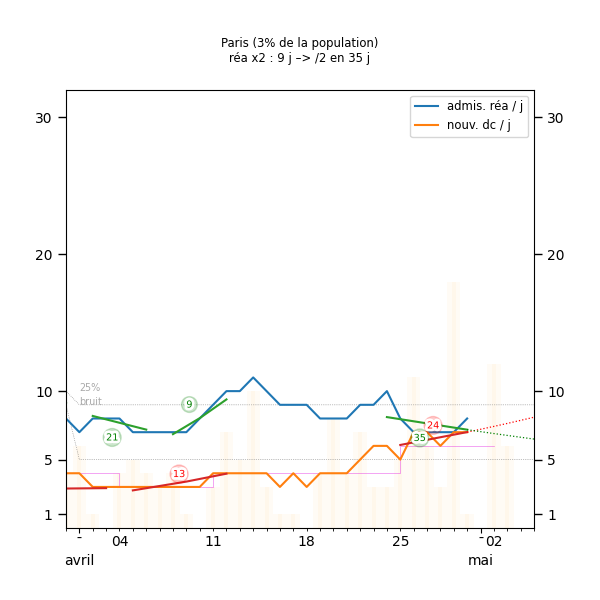 Paris (3% de la population)
réa x2 : 9 j –> /2 en 35 j
admis. réa / j
nouv. dc / j
30 30
20 20
10 10
5 5
1 1
25%
bruit
9
21
13
24
35
- 04 11 18 25 - 02
avril mai